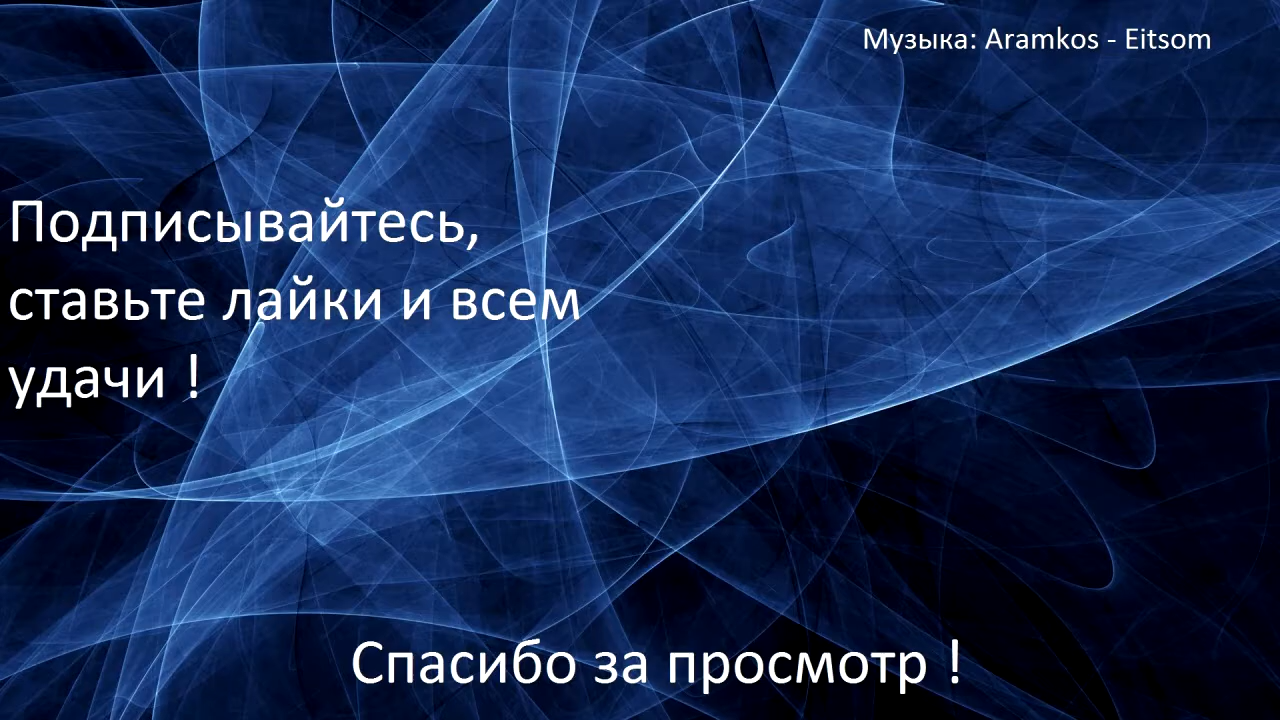 Музыка: Aramkos - Eitsom
Подписывайтесь,
ставьте лайки и всем
удачи !
Спасибо за просмотр !